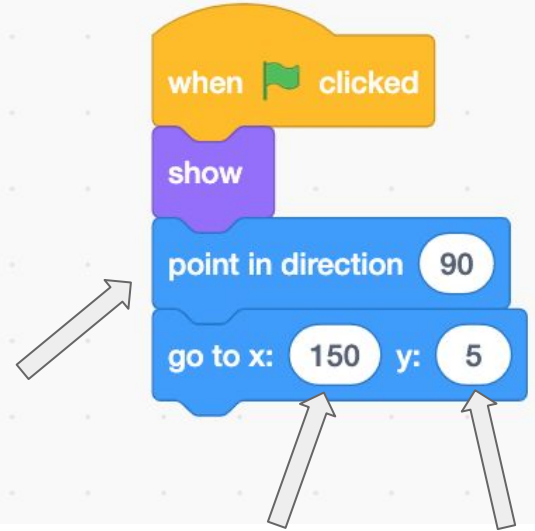 when clicked
show
point in direction 90
go to x: 150 y: 5